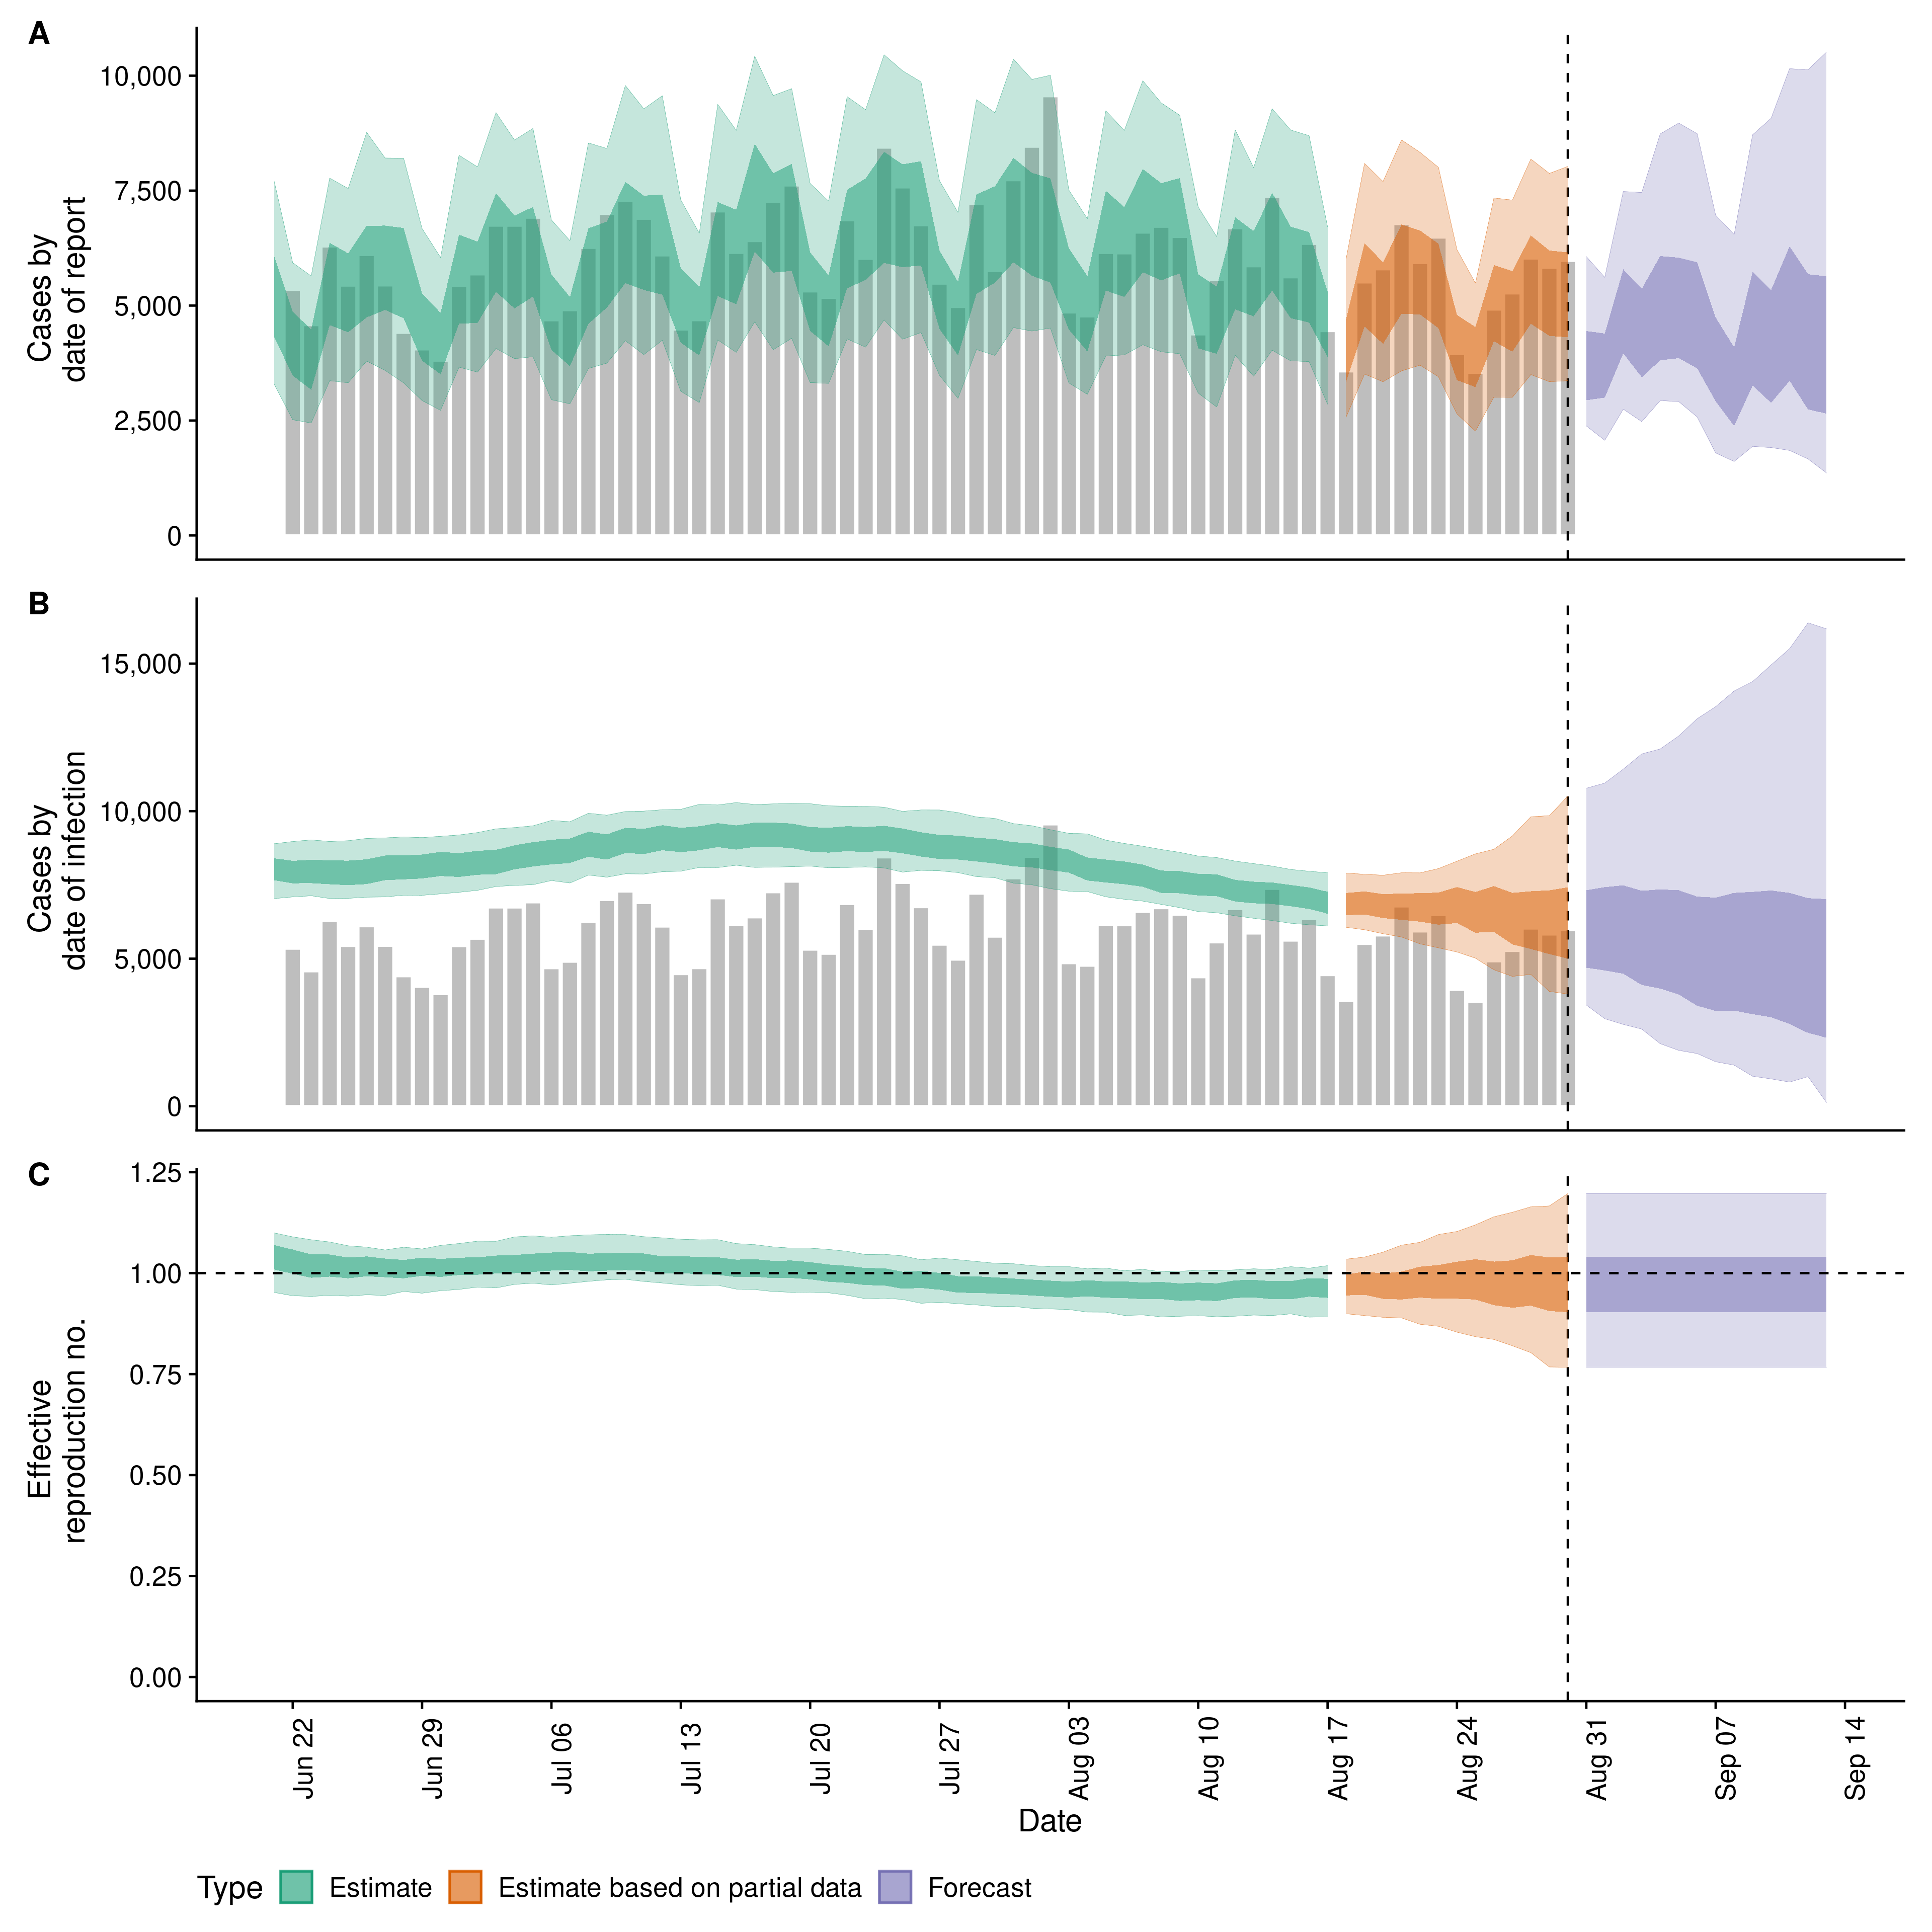 A
Cases by
date of report
10,000
7,500
5,000
2,500
0
B
Cases by
date of infection
15,000
10,000
5,000
0
C
Effective
reproduction no.
1.25
1.00
0.75
0.50
0.25
0.00
Jun 22
Jun 29
Jul 06
Jul 13
Jul 20
Jul 27
Aug 03
Aug 10
Aug 17
Aug 24
Aug 31
Sep 07
Sep 14
Date
Type Estimate Estimate based on partial data Forecast